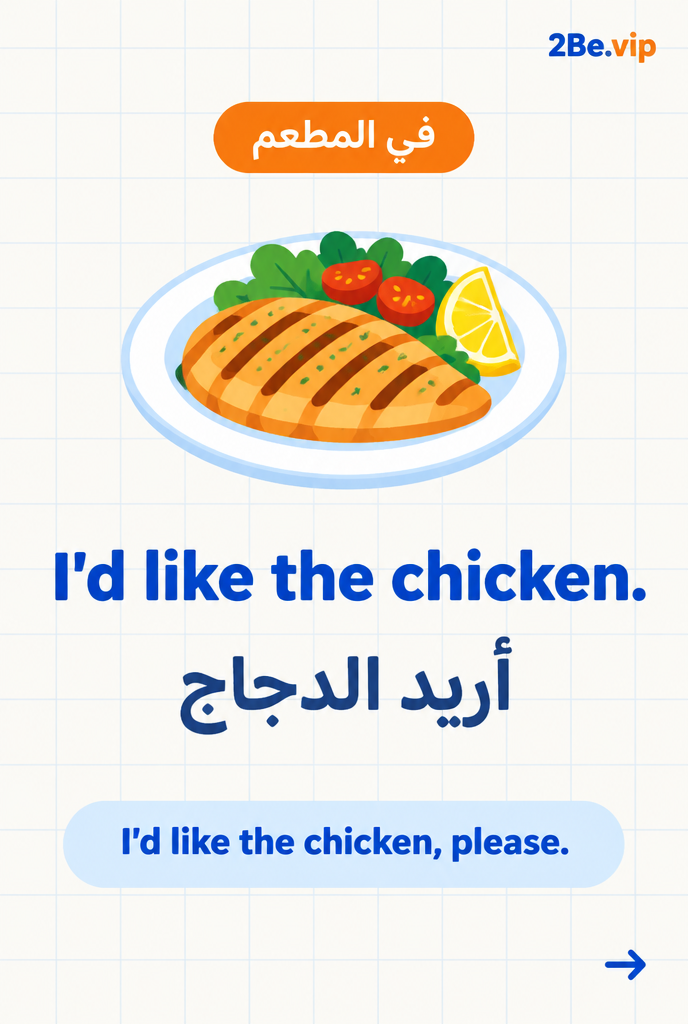 2Be.vip
في المطعم
I'd like the chicken.
أريد الدجاج
I'd like the chicken, please.